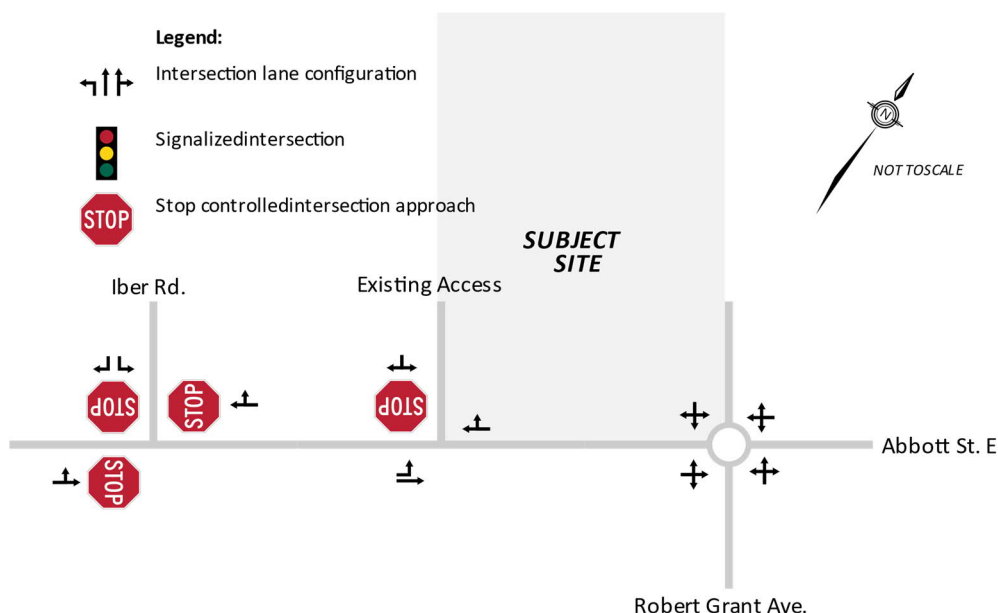 Legend:
Intersection lane configuration
Signalizedintersection
STOP
Stop controlledintersection approach
N
NOT TOSCALE
SUBJECT
SITE
Iber Rd.
Existing Access
STOP
STOP
STOP
STOP
Abbott St. E
Robert Grant Ave.